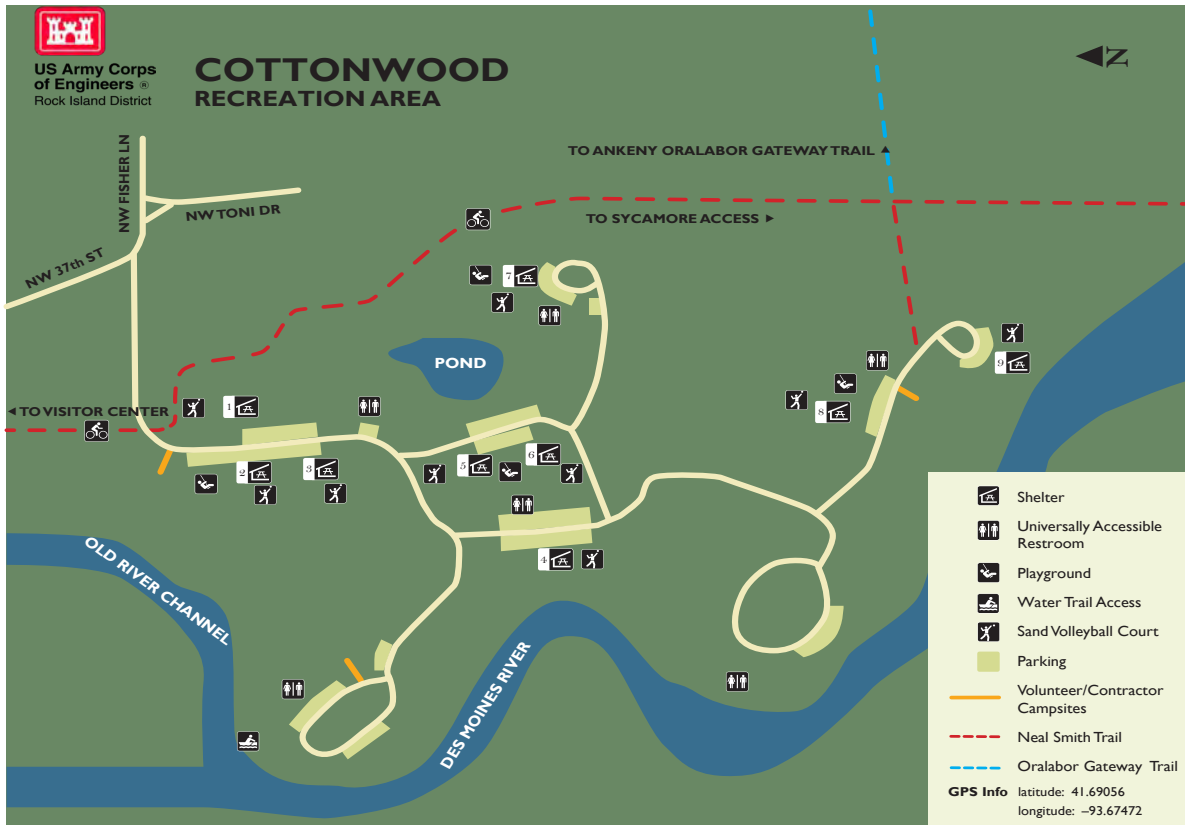 US Army Corps
of Engineers ®
Rock Island District
COTTONWOOD
RECREATION AREA
N
NW FISHER LN
NW TONI DR
NW 37th ST
TO ANKENY ORALABOR GATEWAY TRAIL ▲
TO SYCAMORE ACCESS ►
7
POND
9
8
◄ TO VISITOR CENTER
1
2
3
5
6
4
OLD RIVER CHANNEL
DES MOINES RIVER
Shelter
Universally Accessible
Restroom
Playground
Water Trail Access
Sand Volleyball Court
Parking
Volunteer/Contractor
Campsites
Neal Smith Trail
Oralabor Gateway Trail
GPS Info latitude: 41.69056
longitude: –93.67472